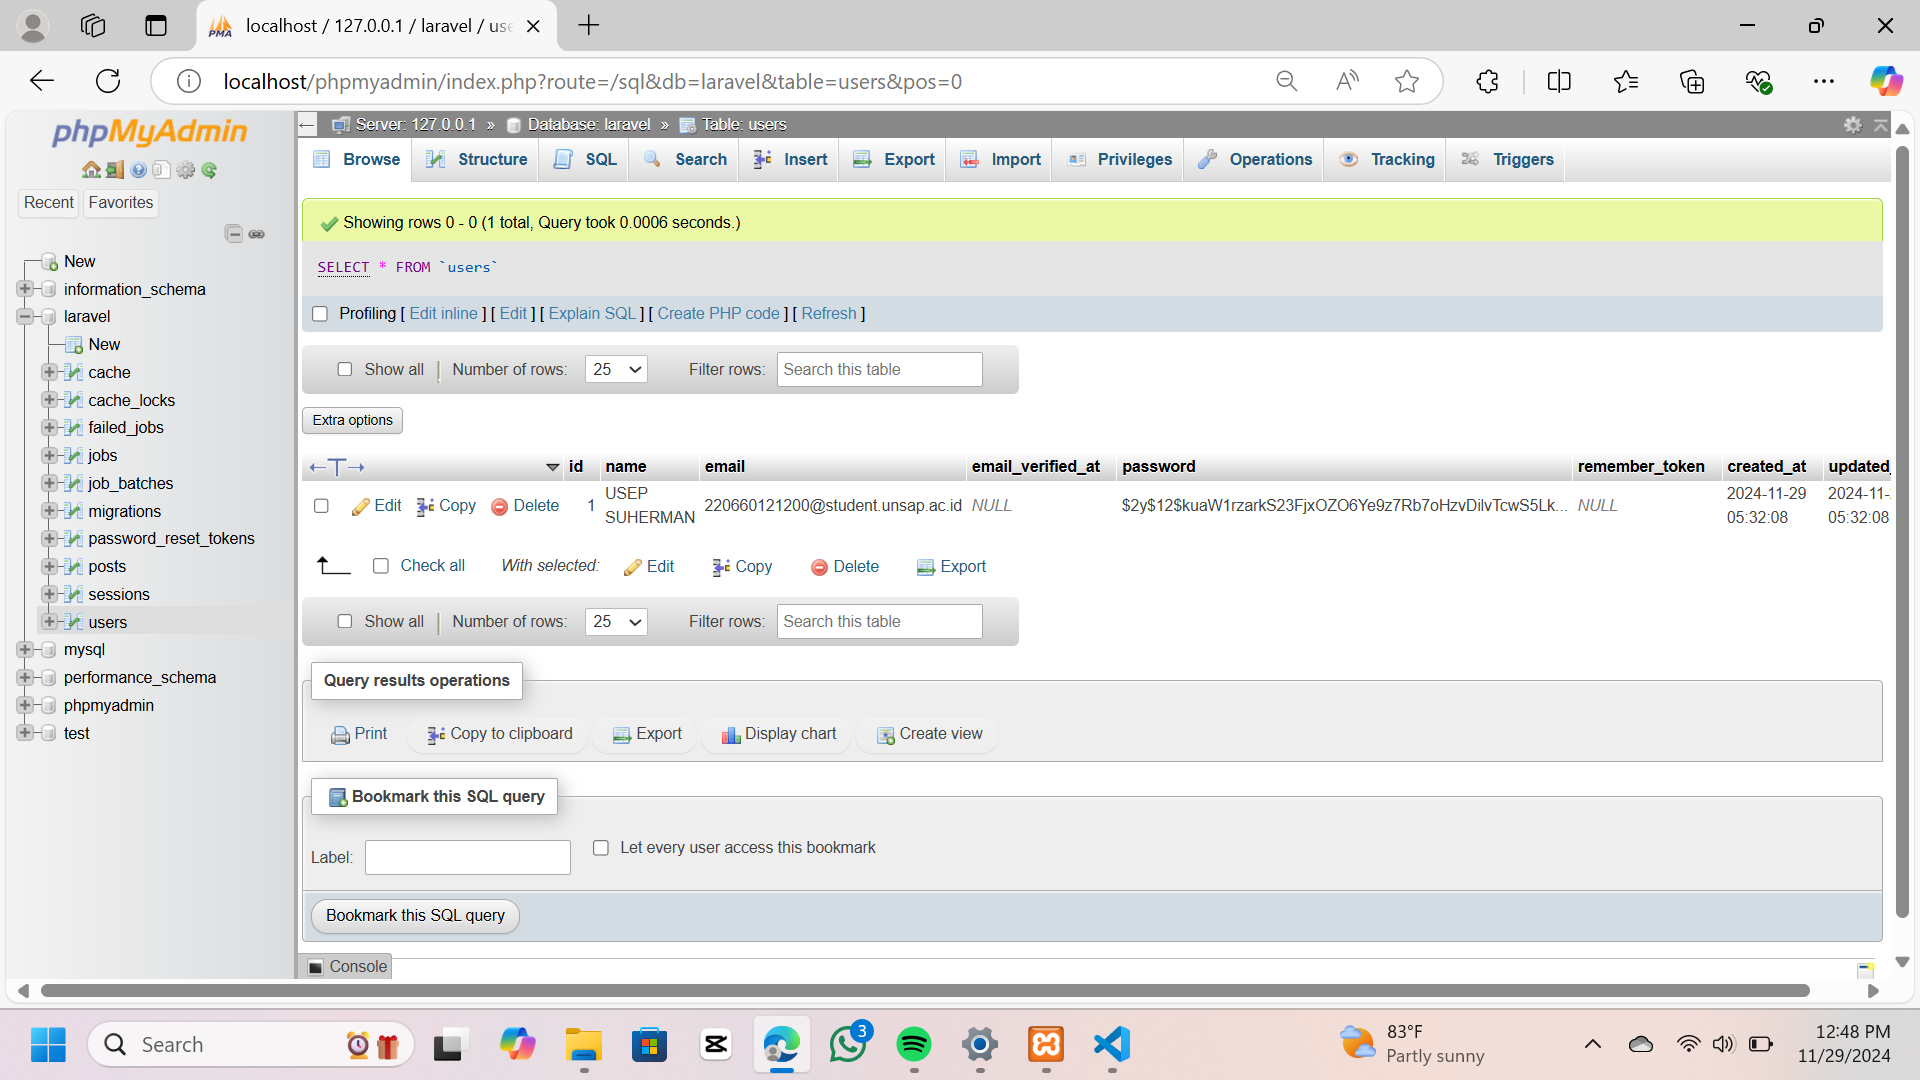 localhost / 127.0.0.1 / laravel / use
localhost/phpmyadmin/index.php?route=/sql&db=laravel&table=users&pos=0
phpMyAdmin
Recent Favorites
New
information_schema
laravel
New
cache
cache_locks
failed_jobs
jobs
job_batches
migrations
password_reset_tokens
posts
sessions
users
mysql
performance_schema
phpmyadmin
test
Server: 127.0.0.1 » Database: laravel » Table: users
Browse Structure SQL Search Insert Export Import Privileges Operations Tracking Triggers
Showing rows 0 - 0 (1 total, Query took 0.0006 seconds.)
SELECT * FROM `users`
Profiling [ Edit inline ] [ Edit ] [ Explain SQL ] [ Create PHP code ] [ Refresh ]
Show all | Number of rows: 25 Filter rows: Search this table
Extra options
←T→ id name email email_verified_at password remember_token created_at updated_
Edit Copy Delete 1 USEP SUHERMAN 220660121200@student.unsap.ac.id NULL $2y$12$kuaW1rzarkS23FjxOZO6Ye9z7Rb7oHzvDilvTcwS5Lk... NULL 2024-11-29 05:32:08 2024-11- 05:32:08
Check all With selected: Edit Copy Delete Export
Show all | Number of rows: 25 Filter rows: Search this table
Query results operations
Print Copy to clipboard Export Display chart Create view
Bookmark this SQL query
Label: Let every user access this bookmark
Bookmark this SQL query
Console
Search
3
83°F
Partly sunny
12:48 PM
11/29/2024